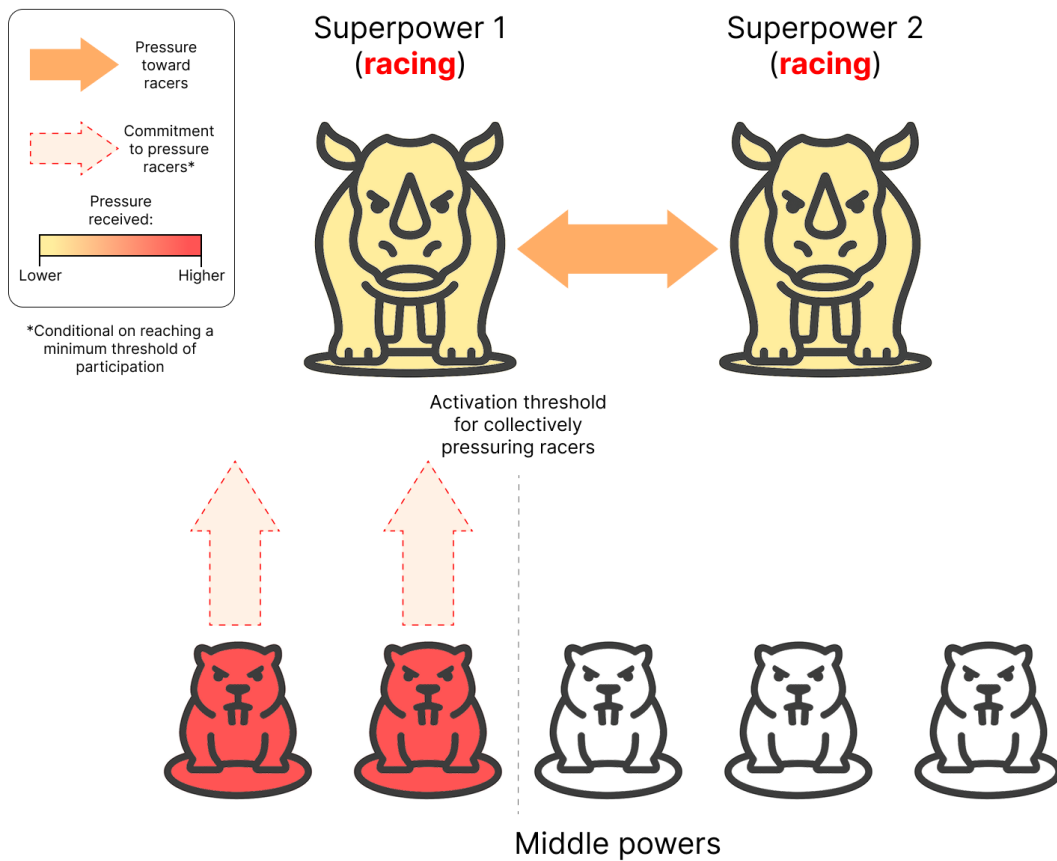 Pressure
toward
racers
Commitment
to pressure
racers*
Pressure
received:
Lower
Higher
*Conditional on reaching a
minimum threshold of
participation
Superpower 1
(racing)
Superpower 2
(racing)
Activation threshold
for collectively
pressuring racers
Middle powers